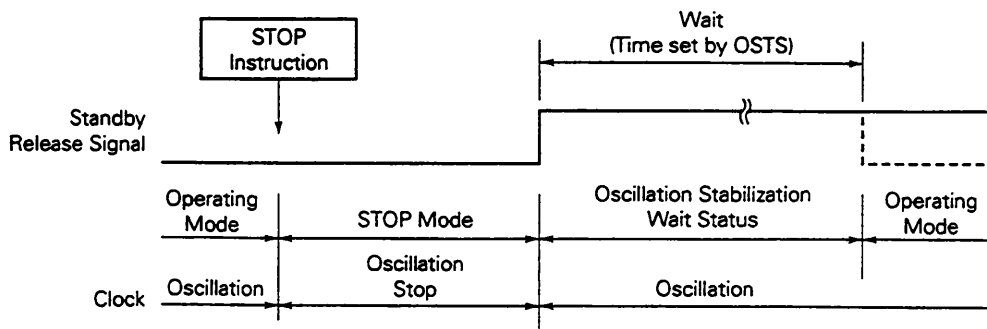 STOP
Instruction
Wait
(Time set by OSTS)
Standby
Release Signal
Operating
Mode
STOP Mode
Oscillation Stabilization
Wait Status
Operating
Mode
Clock
Oscillation
Oscillation
Stop
Oscillation